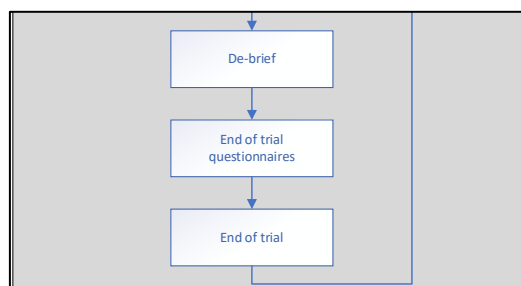 De-brief
End of trial
questionnaires
End of trial